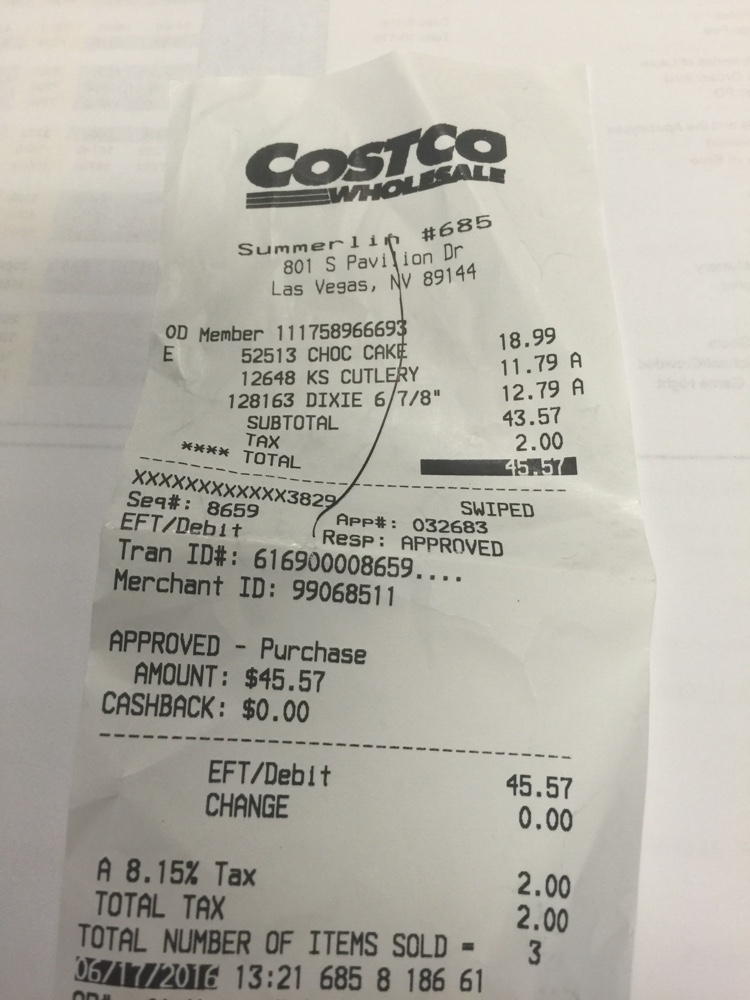 COSTCO
WHOLESALE
Summerlin #685
801 S Pavilion Dr
Las Vegas, NV 89144
OD Member 111758966693
E 52513 CHOC CAKE 18.99
12648 KS CUTLERY 11.79 A
128163 DIXIE 6 7/8" 12.79 A
SUBTOTAL 43.57
TAX 2.00
**** TOTAL 45.57
XXXXXXXXXXXX3829 SWIPED
Seq#: 8659 App#: 032683
EFT/Debit Resp: APPROVED
Tran ID#: 616900008659....
Merchant ID: 99068511
APPROVED - Purchase
AMOUNT: $45.57
CASHBACK: $0.00
EFT/Debit 45.57
CHANGE 0.00
A 8.15% Tax 2.00
TOTAL TAX 2.00
TOTAL NUMBER OF ITEMS SOLD = 3
06/17/2016 13:21 685 8 186 61